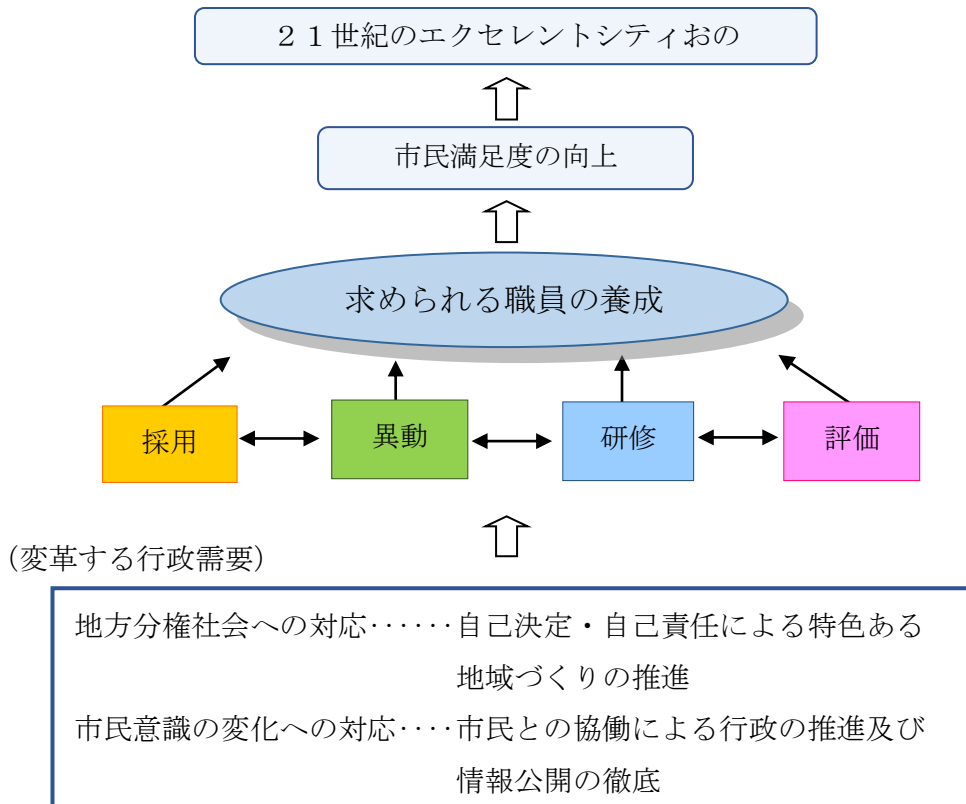 ２１世紀のエクセレントシティおの
市民満足度の向上
求められる職員の養成
採用
異動
研修
評価
（変革する行政需要）
地方分権社会への対応‥‥‥自己決定・自己責任による特色ある
地域づくりの推進
市民意識の変化への対応‥‥市民との協働による行政の推進及び
情報公開の徹底